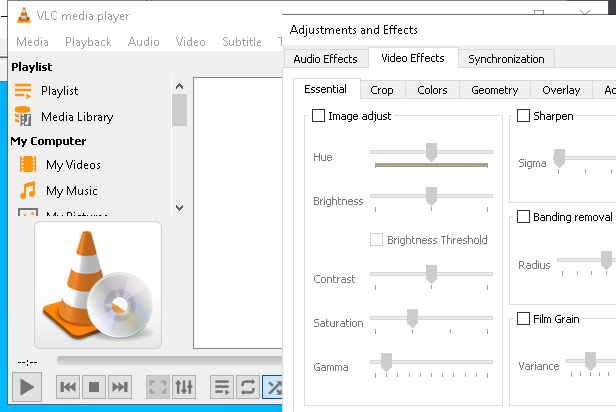 VLC media player
Media Playback Audio Video Subtitle
Playlist
Playlist
Media Library
My Computer
My Videos
My Music
My Pictures
--:--
Adjustments and Effects
Audio Effects Video Effects Synchronization
Essential Crop Colors Geometry Overlay
Image adjust
Hue
Brightness
Brightness Threshold
Contrast
Saturation
Gamma
Sharpen
Sigma
Banding removal
Radius
Film Grain
Variance